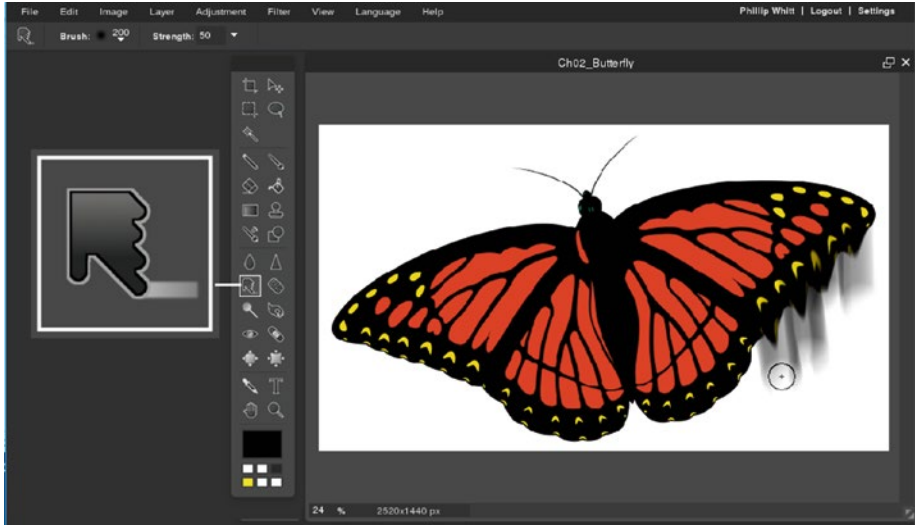 File Edit Image Layer Adjustment Filter View Language Help Phillip Whitt | Logout | Settings
Brush: 200 Strength: 50
Ch02_Butterfly
T
24 % 2520x1440 px